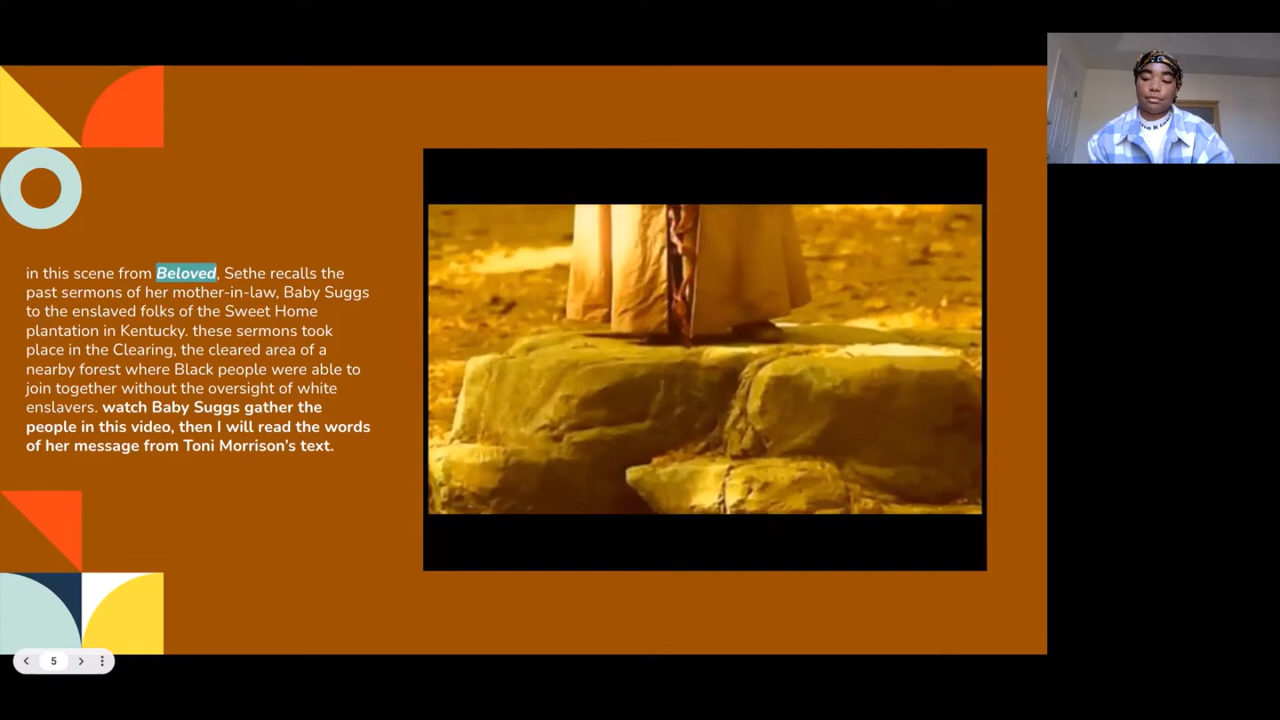 in this scene from Beloved, Sethe recalls the
past sermons of her mother-in-law, Baby Suggs
to the enslaved folks of the Sweet Home
plantation in Kentucky. these sermons took
place in the Clearing, the cleared area of a
nearby forest where Black people were able to
join together without the oversight of white
enslavers. watch Baby Suggs gather the
people in this video, then I will read the words
of her message from Toni Morrison’s text.
5